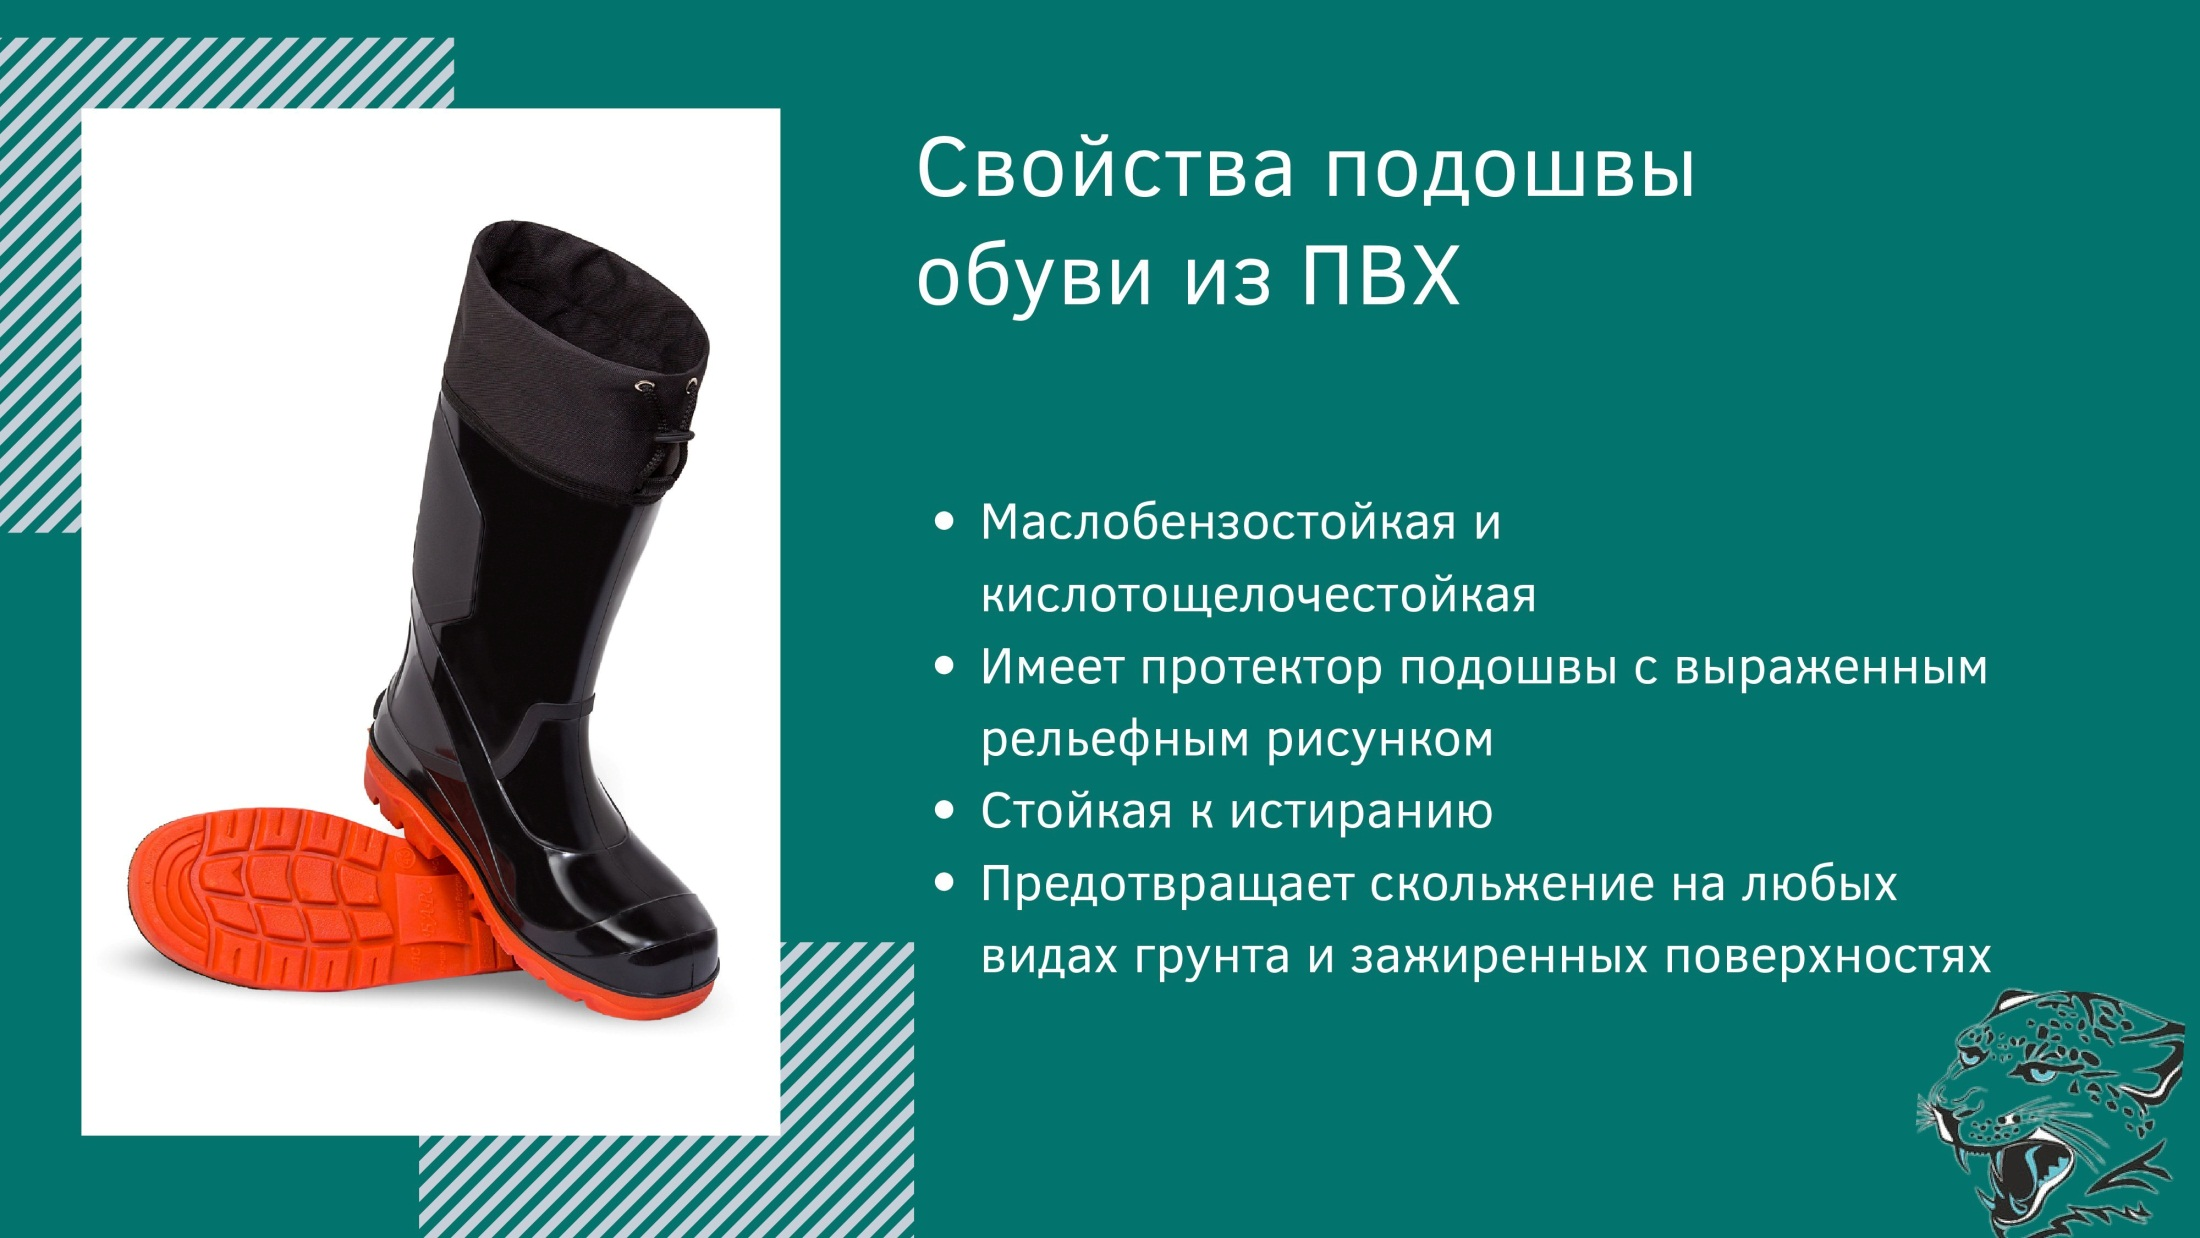 Свойства подошвы
обуви из ПВХ
Маслобензостойкая и
кислотощелочестойкая
Имеет протектор подошвы с выраженным
рельефным рисунком
Стойкая к истиранию
Предотвращает скольжение на любых
видах грунта и зажиренных поверхностях